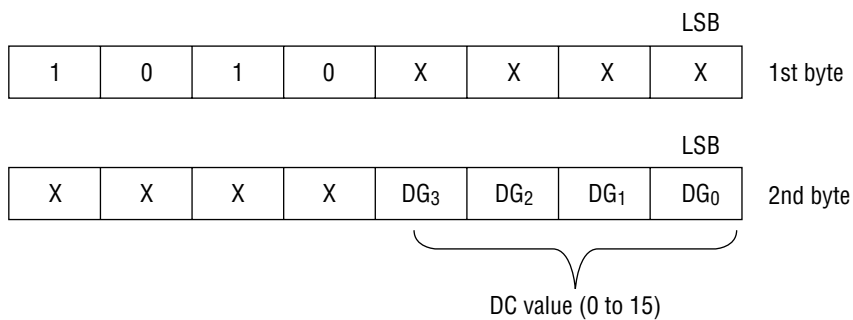 LSB
1 0 1 0 X X X X 1st byte
LSB
X X X X DG3 DG2 DG1 DG0 2nd byte
DC value (0 to 15)